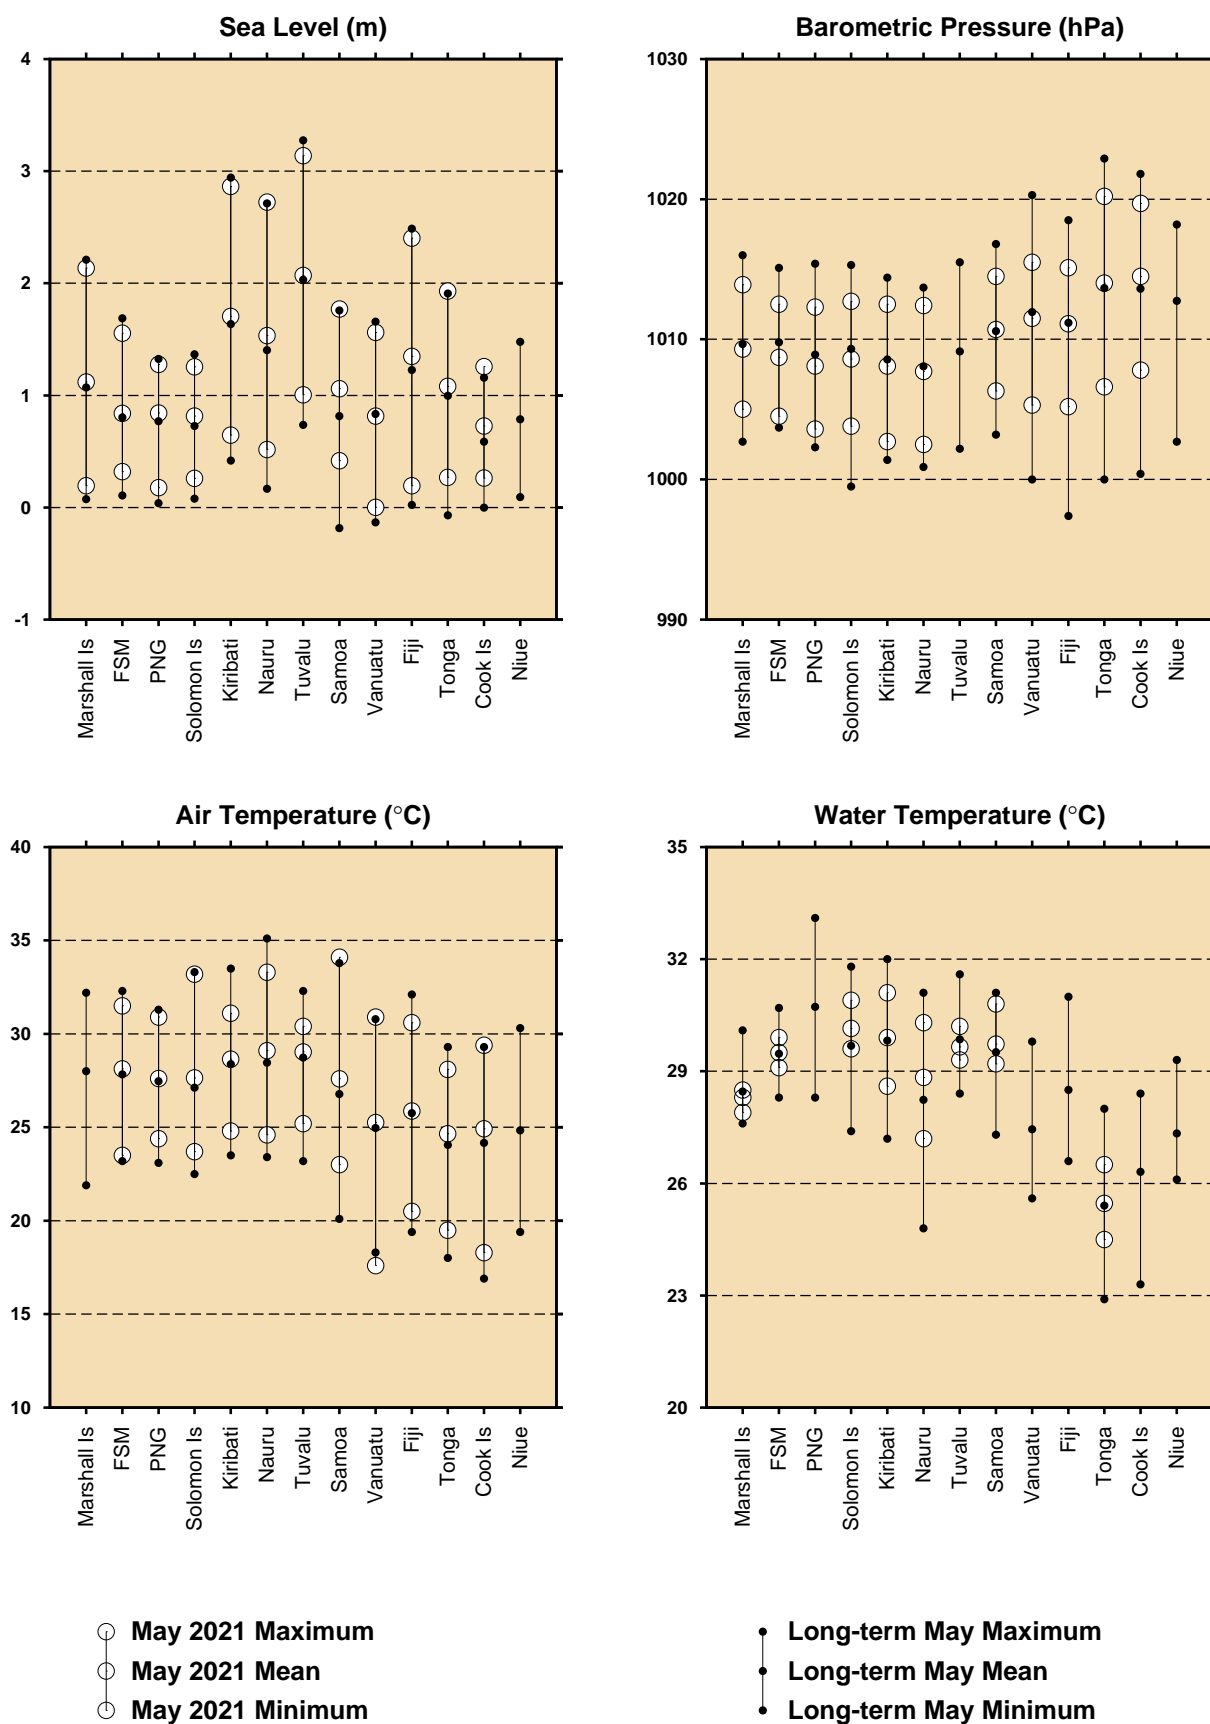 Sea Level (m)
4
3
2
1
0
-1
Marshall Is
FSM
PNG
Solomon Is
Kiribati
Nauru
Tuvalu
Samoa
Vanuatu
Fiji
Tonga
Cook Is
Niue
Barometric Pressure (hPa)
1030
1020
1010
1000
990
Marshall Is
FSM
PNG
Solomon Is
Kiribati
Nauru
Tuvalu
Samoa
Vanuatu
Fiji
Tonga
Cook Is
Niue
Air Temperature (°C)
40
35
30
25
20
15
10
Marshall Is
FSM
PNG
Solomon Is
Kiribati
Nauru
Tuvalu
Samoa
Vanuatu
Fiji
Tonga
Cook Is
Niue
Water Temperature (°C)
35
32
29
26
23
20
Marshall Is
FSM
PNG
Solomon Is
Kiribati
Nauru
Tuvalu
Samoa
Vanuatu
Fiji
Tonga
Cook Is
Niue
May 2021 Maximum
May 2021 Mean
May 2021 Minimum
Long-term May Maximum
Long-term May Mean
Long-term May Minimum